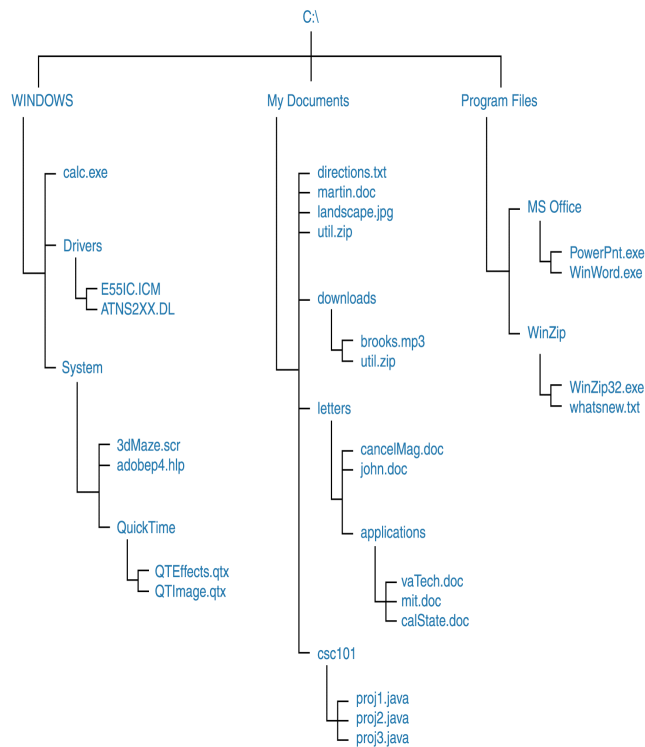 C:\
WINDOWS
My Documents
Program Files
calc.exe
Drivers
E55IC.ICM
ATNS2XX.DL
System
3dMaze.scr
adobep4.hlp
QuickTime
QTEffects.qtx
QTImage.qtx
directions.txt
martin.doc
landscape.jpg
util.zip
downloads
brooks.mp3
util.zip
letters
cancelMag.doc
john.doc
applications
vaTech.doc
mit.doc
calState.doc
csc101
proj1.java
proj2.java
proj3.java
MS Office
PowerPnt.exe
WinWord.exe
WinZip
WinZip32.exe
whatsnew.txt